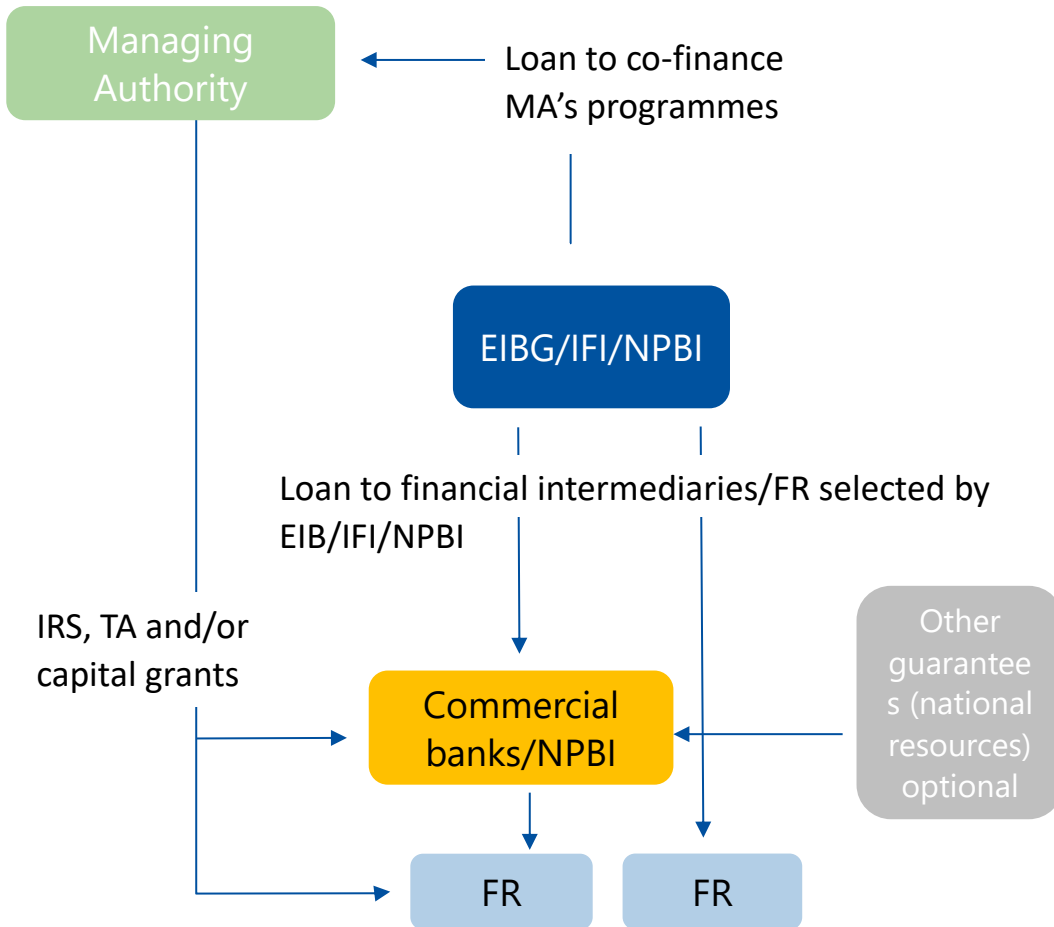 Managing
Authority
Loan to co-finance
MA’s programmes
EIBG/IFI/NPBI
Loan to financial intermediaries/FR selected by
EIB/IFI/NPBI
IRS, TA and/or
capital grants
Commercial
banks/NPBI
Other
guarantee
s (national
resources)
optional
FR
FR